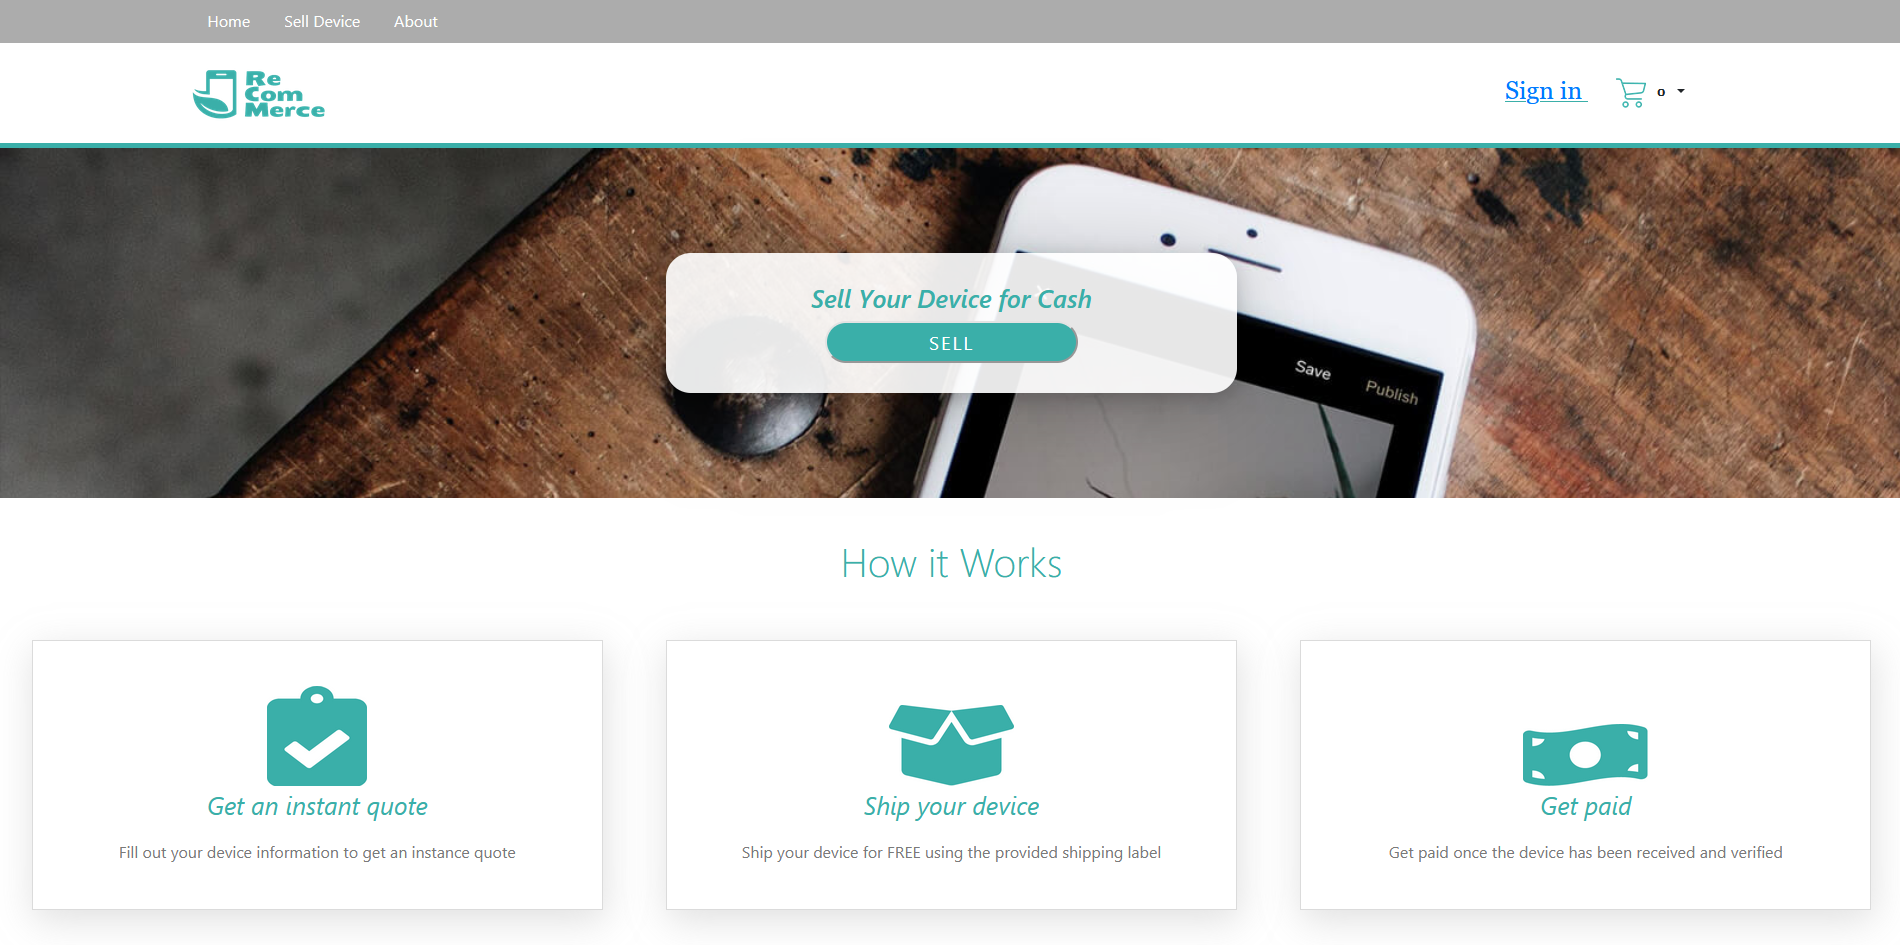 Home Sell Device About
Re
Com
Merce
Sign in 0
Sell Your Device for Cash
SELL
Save Publish
How it Works
Get an instant quote
Fill out your device information to get an instance quote
Ship your device
Ship your device for FREE using the provided shipping label
Get paid
Get paid once the device has been received and verified